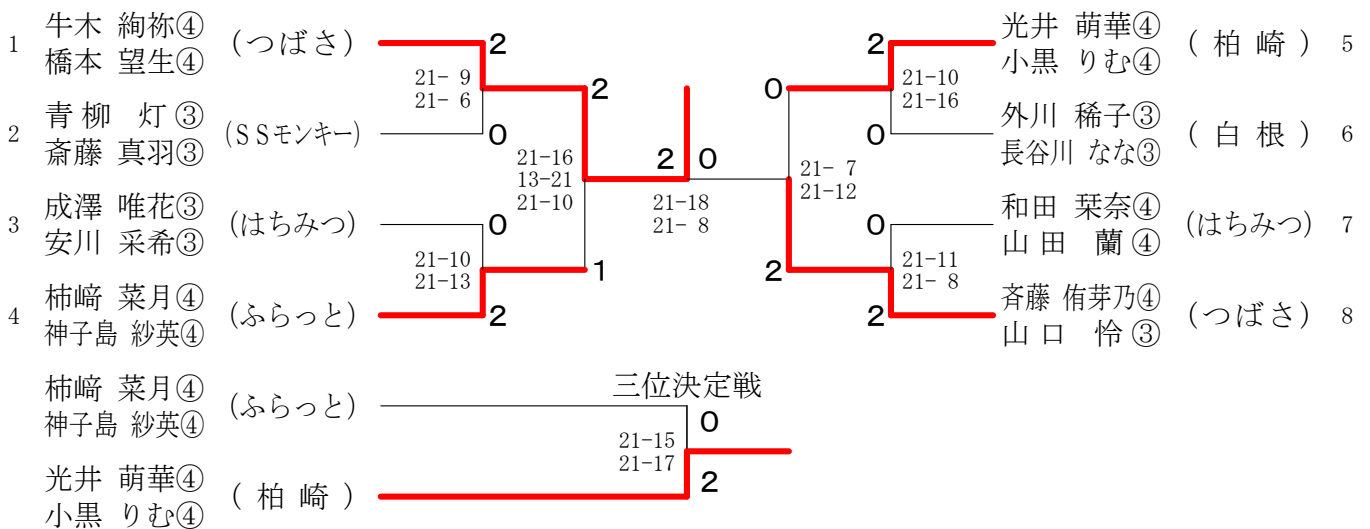 1 牛木 絢祢④ 橋本 望生④ (つばさ) 2
21- 9
21- 6
2 青柳 灯③ 斎藤 真羽③ (SSモンキー) 0
2
21-16
13-21
21-10
3 成澤 唯花③ 安川 采希③ (はちみつ) 0
21-10
21-13
1
4 柿﨑 菜月④ 神子島 紗英④ (ふらっと) 2
2 0
21-18
21- 8
2 光井 萌華④ 小黒 りむ④ (柏崎) 5
21-10
21-16
0 外川 稀子③ 長谷川 なな③ (白根) 6
0
21- 7
21-12
0 和田 栞奈④ 山田 蘭④ (はちみつ) 7
21-11
21- 8
2
2 斉藤 侑芽乃④ 山口 怜③ (つばさ) 8
三位決定戦
柿﨑 菜月④ 神子島 紗英④ (ふらっと) 0
21-15
21-17
光井 萌華④ 小黒 りむ④ (柏崎) 2